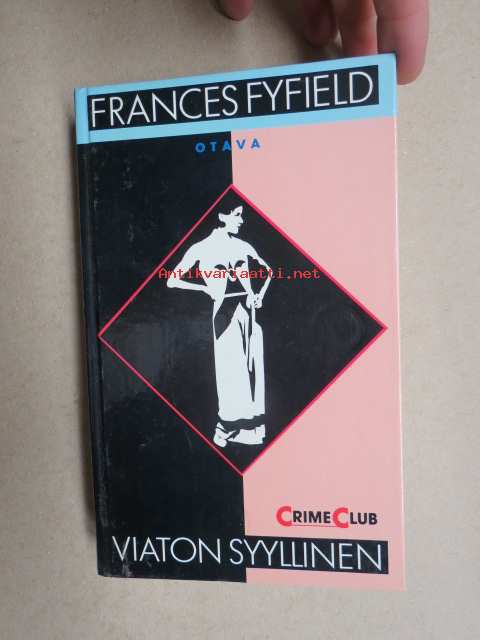 FRANCES FYFIELD
OTAVA
Antikvariaatti.net
CRIME CLUB
VIATON SYYLLINEN